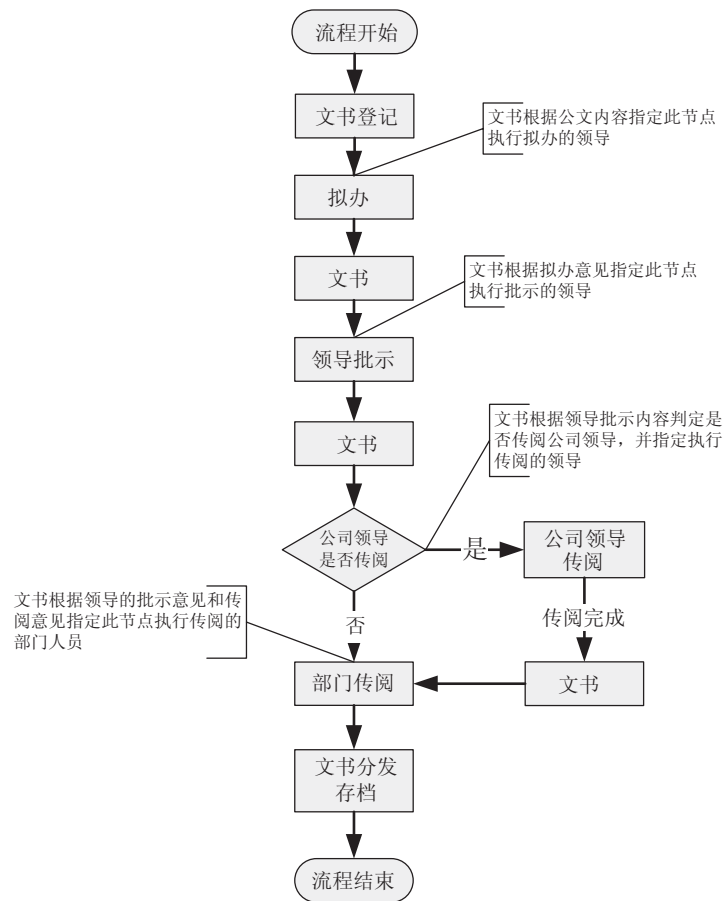 流程开始
文书登记
文书根据公文内容指定此节点
执行拟办的领导
拟办
文书
文书根据拟办意见指定此节点
执行批示的领导
领导批示
文书
文书根据领导批示内容判定是
否传阅公司领导，并指定执行
传阅的领导
公司领导
是否传阅
是
公司领导
传阅
文书根据领导的批示意见和传
阅意见指定此节点执行传阅的
部门人员
否
传阅完成
部门传阅
文书
文书分发
存档
流程结束